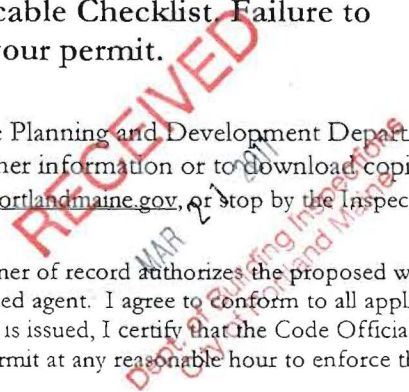 cable Checklist. Failure to
our permit.
e Planning and Development Depart
her information or to download copi
ortlandmaine.gov, or stop by the Inspec
ner of record authorizes the proposed w
ed agent. I agree to conform to all appl
is issued, I certify that the Code Officia
rmit at any reasonable hour to enforce th
RECEIVED
MAR 21 2011
Dept. of Building Inspections
City of Portland Maine